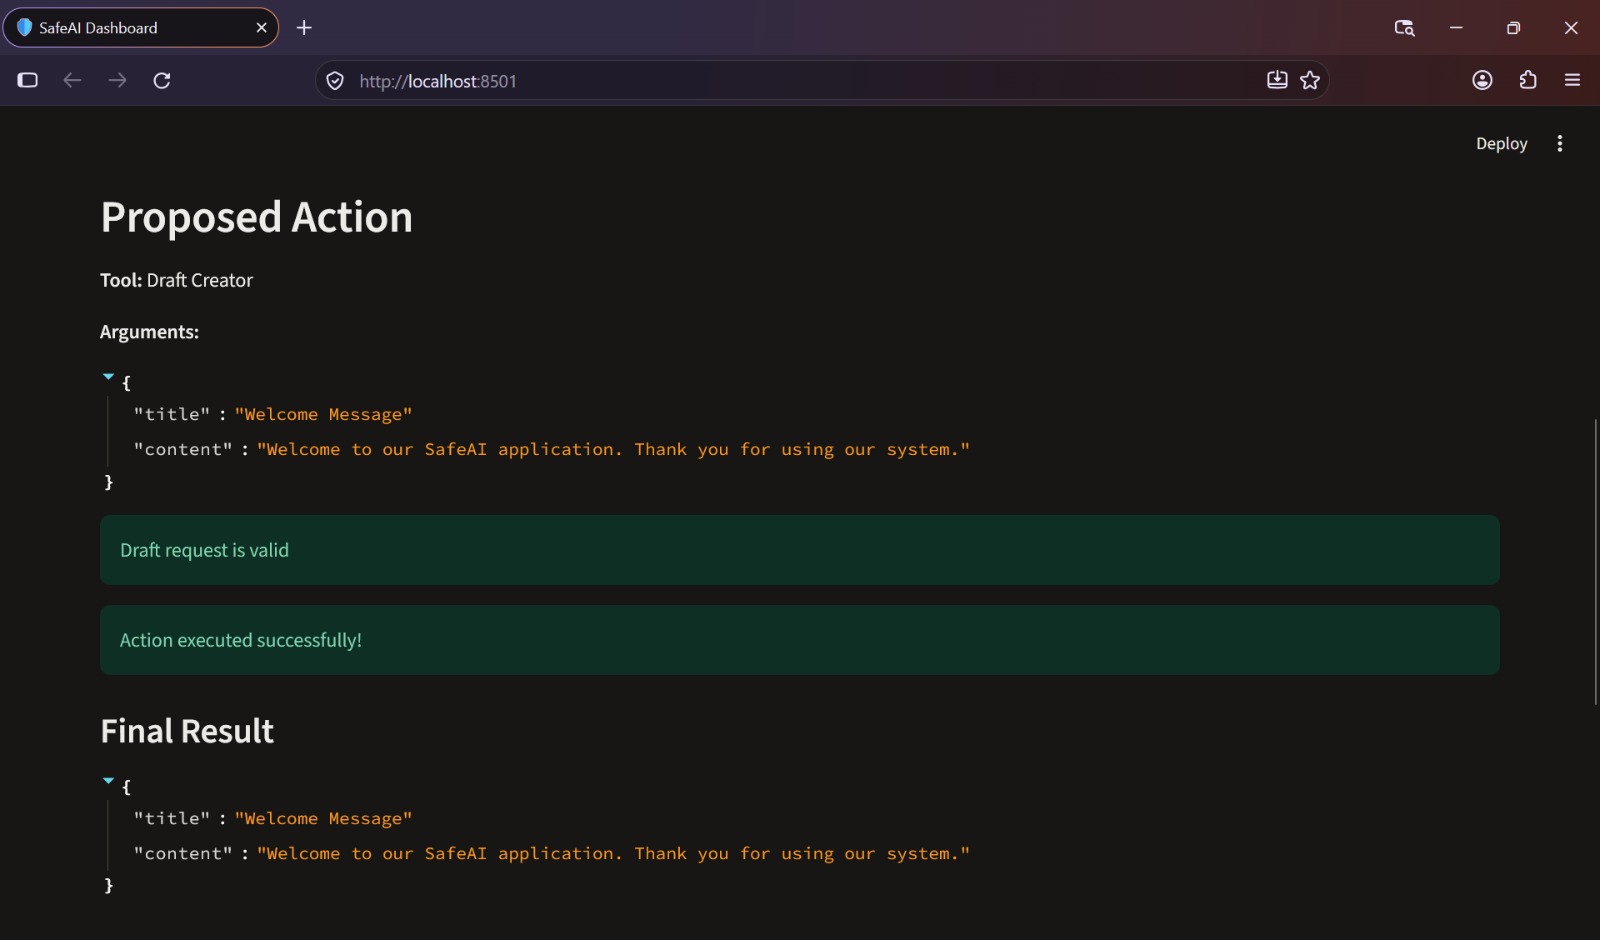 SafeAI Dashboard
http://localhost:8501
Deploy
Proposed Action
Tool: Draft Creator
Arguments:
{
"title" : "Welcome Message"
"content" : "Welcome to our SafeAI application. Thank you for using our system."
}
Draft request is valid
Action executed successfully!
Final Result
{
"title" : "Welcome Message"
"content" : "Welcome to our SafeAI application. Thank you for using our system."
}